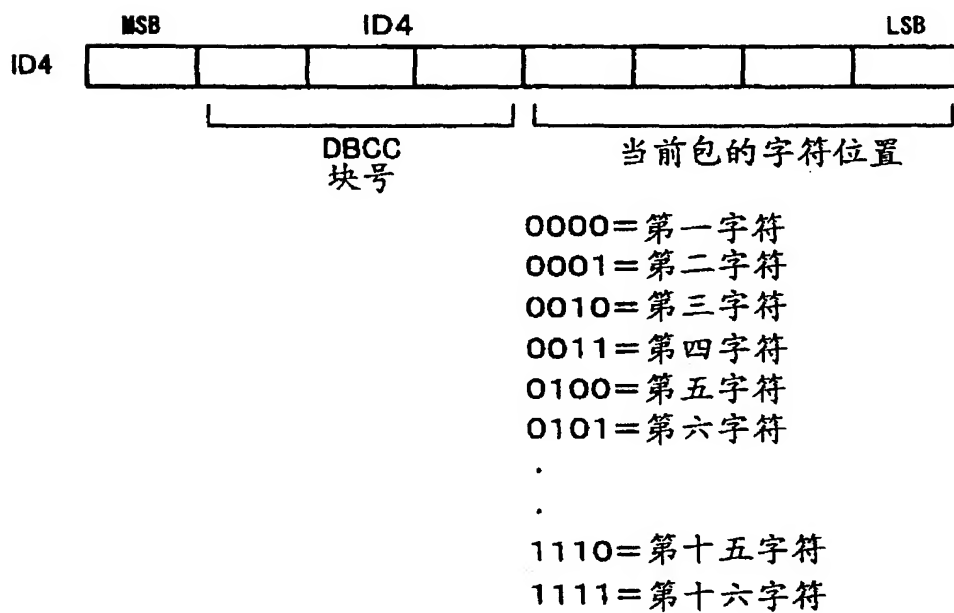 MSB ID4 LSB
ID4
DBCC 当前包的字符位置
块号
0000=第一字符
0001=第二字符
0010=第三字符
0011=第四字符
0100=第五字符
0101=第六字符
.
.
1110=第十五字符
1111=第十六字符